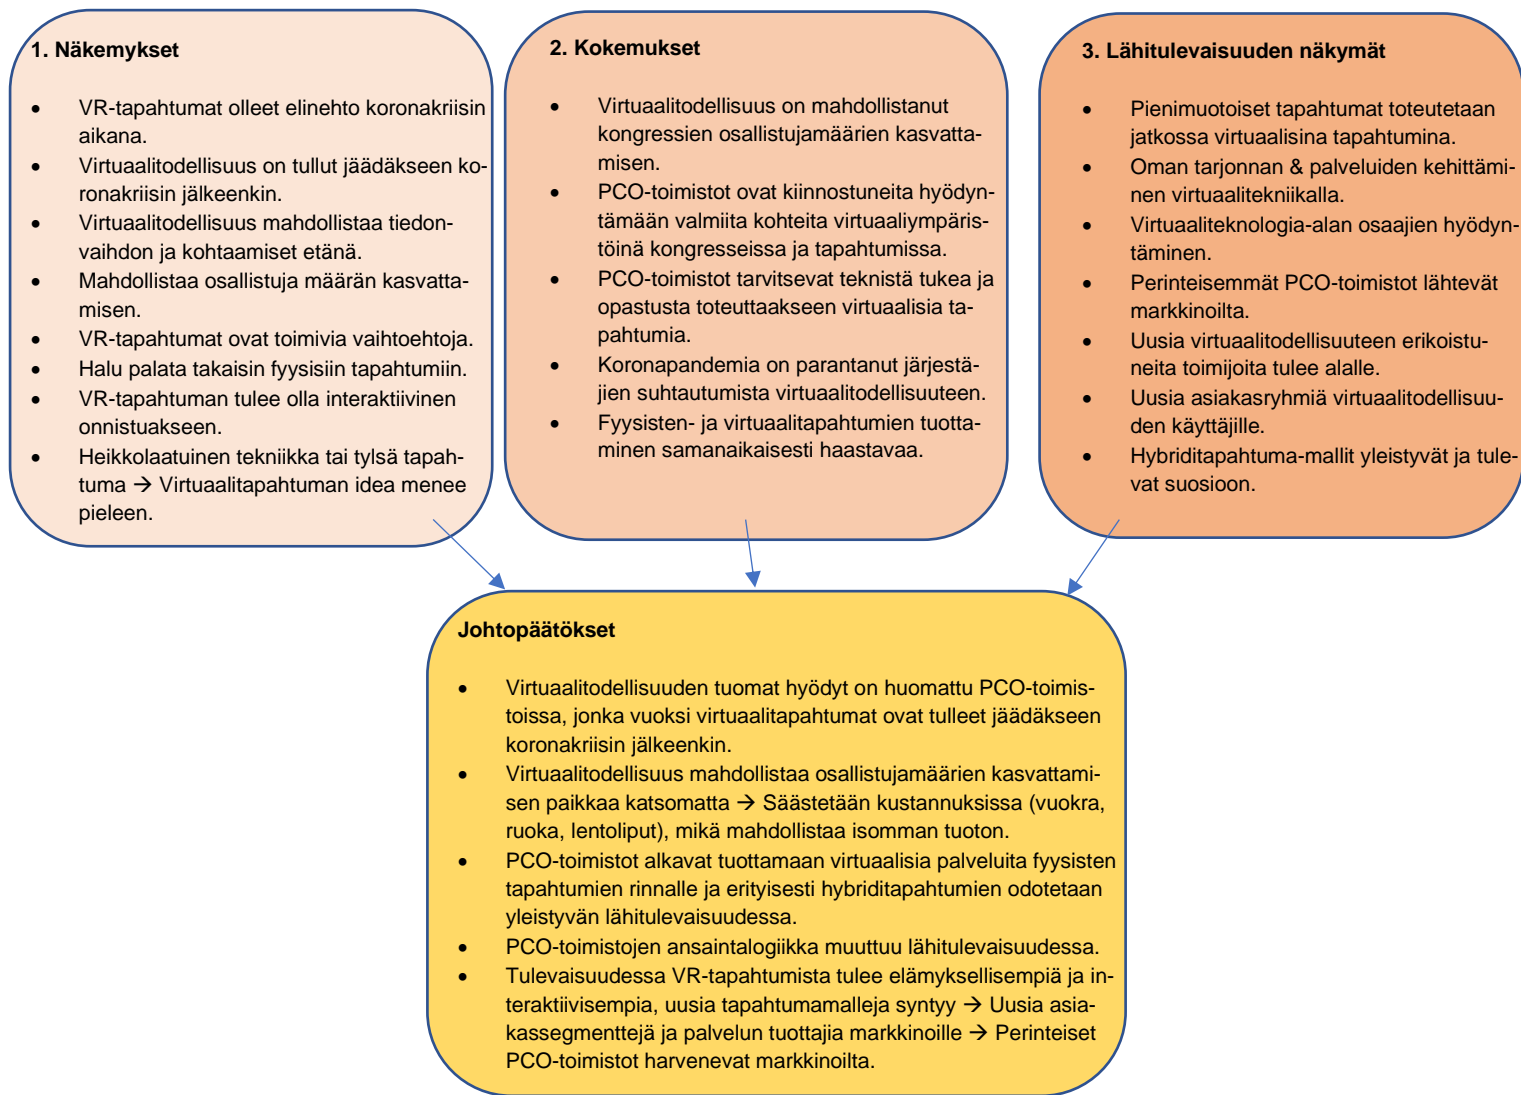 1. Näkemykset
• VR-tapahtumat olleet elinehto koronakriisin
aikana.
• Virtuaalitodellisuus on tullut jäädäkseen ko-
ronakriisin jälkeenkin.
• Virtuaalitodellisuus mahdollistaa tiedon-
vaihdon ja kohtaamiset etänä.
• Mahdollistaa osallistuja määrän kasvatta-
misen.
• VR-tapahtumat ovat toimivia vaihtoehtoja.
• Halu palata takaisin fyysisiin tapahtumiin.
• VR-tapahtuman tulee olla interaktiivinen
onnistuakseen.
• Heikkolaatuinen tekniikka tai tylsä tapah-
tuma → Virtuaalitapahtuman idea menee
pieleen.
2. Kokemukset
• Virtuaalitodellisuus on mahdollistanut
kongressien osallistujamäärien kasvatta-
misen.
• PCO-toimistot ovat kiinnostuneita hyödyn-
tämään valmiita kohteita virtuaaliympäris-
töinä kongresseissa ja tapahtumissa.
• PCO-toimistot tarvitsevat teknistä tukea ja
opastusta toteuttaakseen virtuaalisia ta-
pahtumia.
• Koronapandemia on parantanut järjestä-
jien suhtautumista virtuaalitodellisuuteen.
• Fyysisten- ja virtuaalitapahtumien tuotta-
minen samanaikaisesti haastavaa.
3. Lähitulevaisuuden näkymät
• Pienimuotoiset tapahtumat toteutetaan
jatkossa virtuaalisina tapahtumina.
• Oman tarjonnan & palveluiden kehittämi-
nen virtuaalitekniikalla.
• Virtuaaliteknologia-alan osaajien hyödyn-
täminen.
• Perinteisemmät PCO-toimistot lähtevät
markkinoilta.
• Uusia virtuaalitodellisuuteen erikoistu-
neita toimijoita tulee alalle.
• Uusia asiakasryhmiä virtuaalitodellisuu-
den käyttäjille.
• Hybriditapahtuma-mallit yleistyvät ja tule-
vat suosioon.
Johtopäätökset
• Virtuaalitodellisuuden tuomat hyödyt on huomattu PCO-toimis-
toissa, jonka vuoksi virtuaalitapahtumat ovat tulleet jäädäkseen
koronakriisin jälkeenkin.
• Virtuaalitodellisuus mahdollistaa osallistujamäärien kasvattami-
sen paikkaa katsomatta → Säästetään kustannuksissa (vuokra,
ruoka, lentoliput), mikä mahdollistaa isomman tuoton.
• PCO-toimistot alkavat tuottamaan virtuaalisia palveluita fyysisten
tapahtumien rinnalle ja erityisesti hybriditapahtumien odotetaan
yleistyvän lähitulevaisuudessa.
• PCO-toimistojen ansaintalogiikka muuttuu lähitulevaisuudessa.
• Tulevaisuudessa VR-tapahtumista tulee elämyksellisempiä ja in-
teraktiivisempia, uusia tapahtumamalleja syntyy → Uusia asia-
kassegmenttejä ja palvelun tuottajia markkinoille → Perinteiset
PCO-toimistot harvenevat markkinoilta.